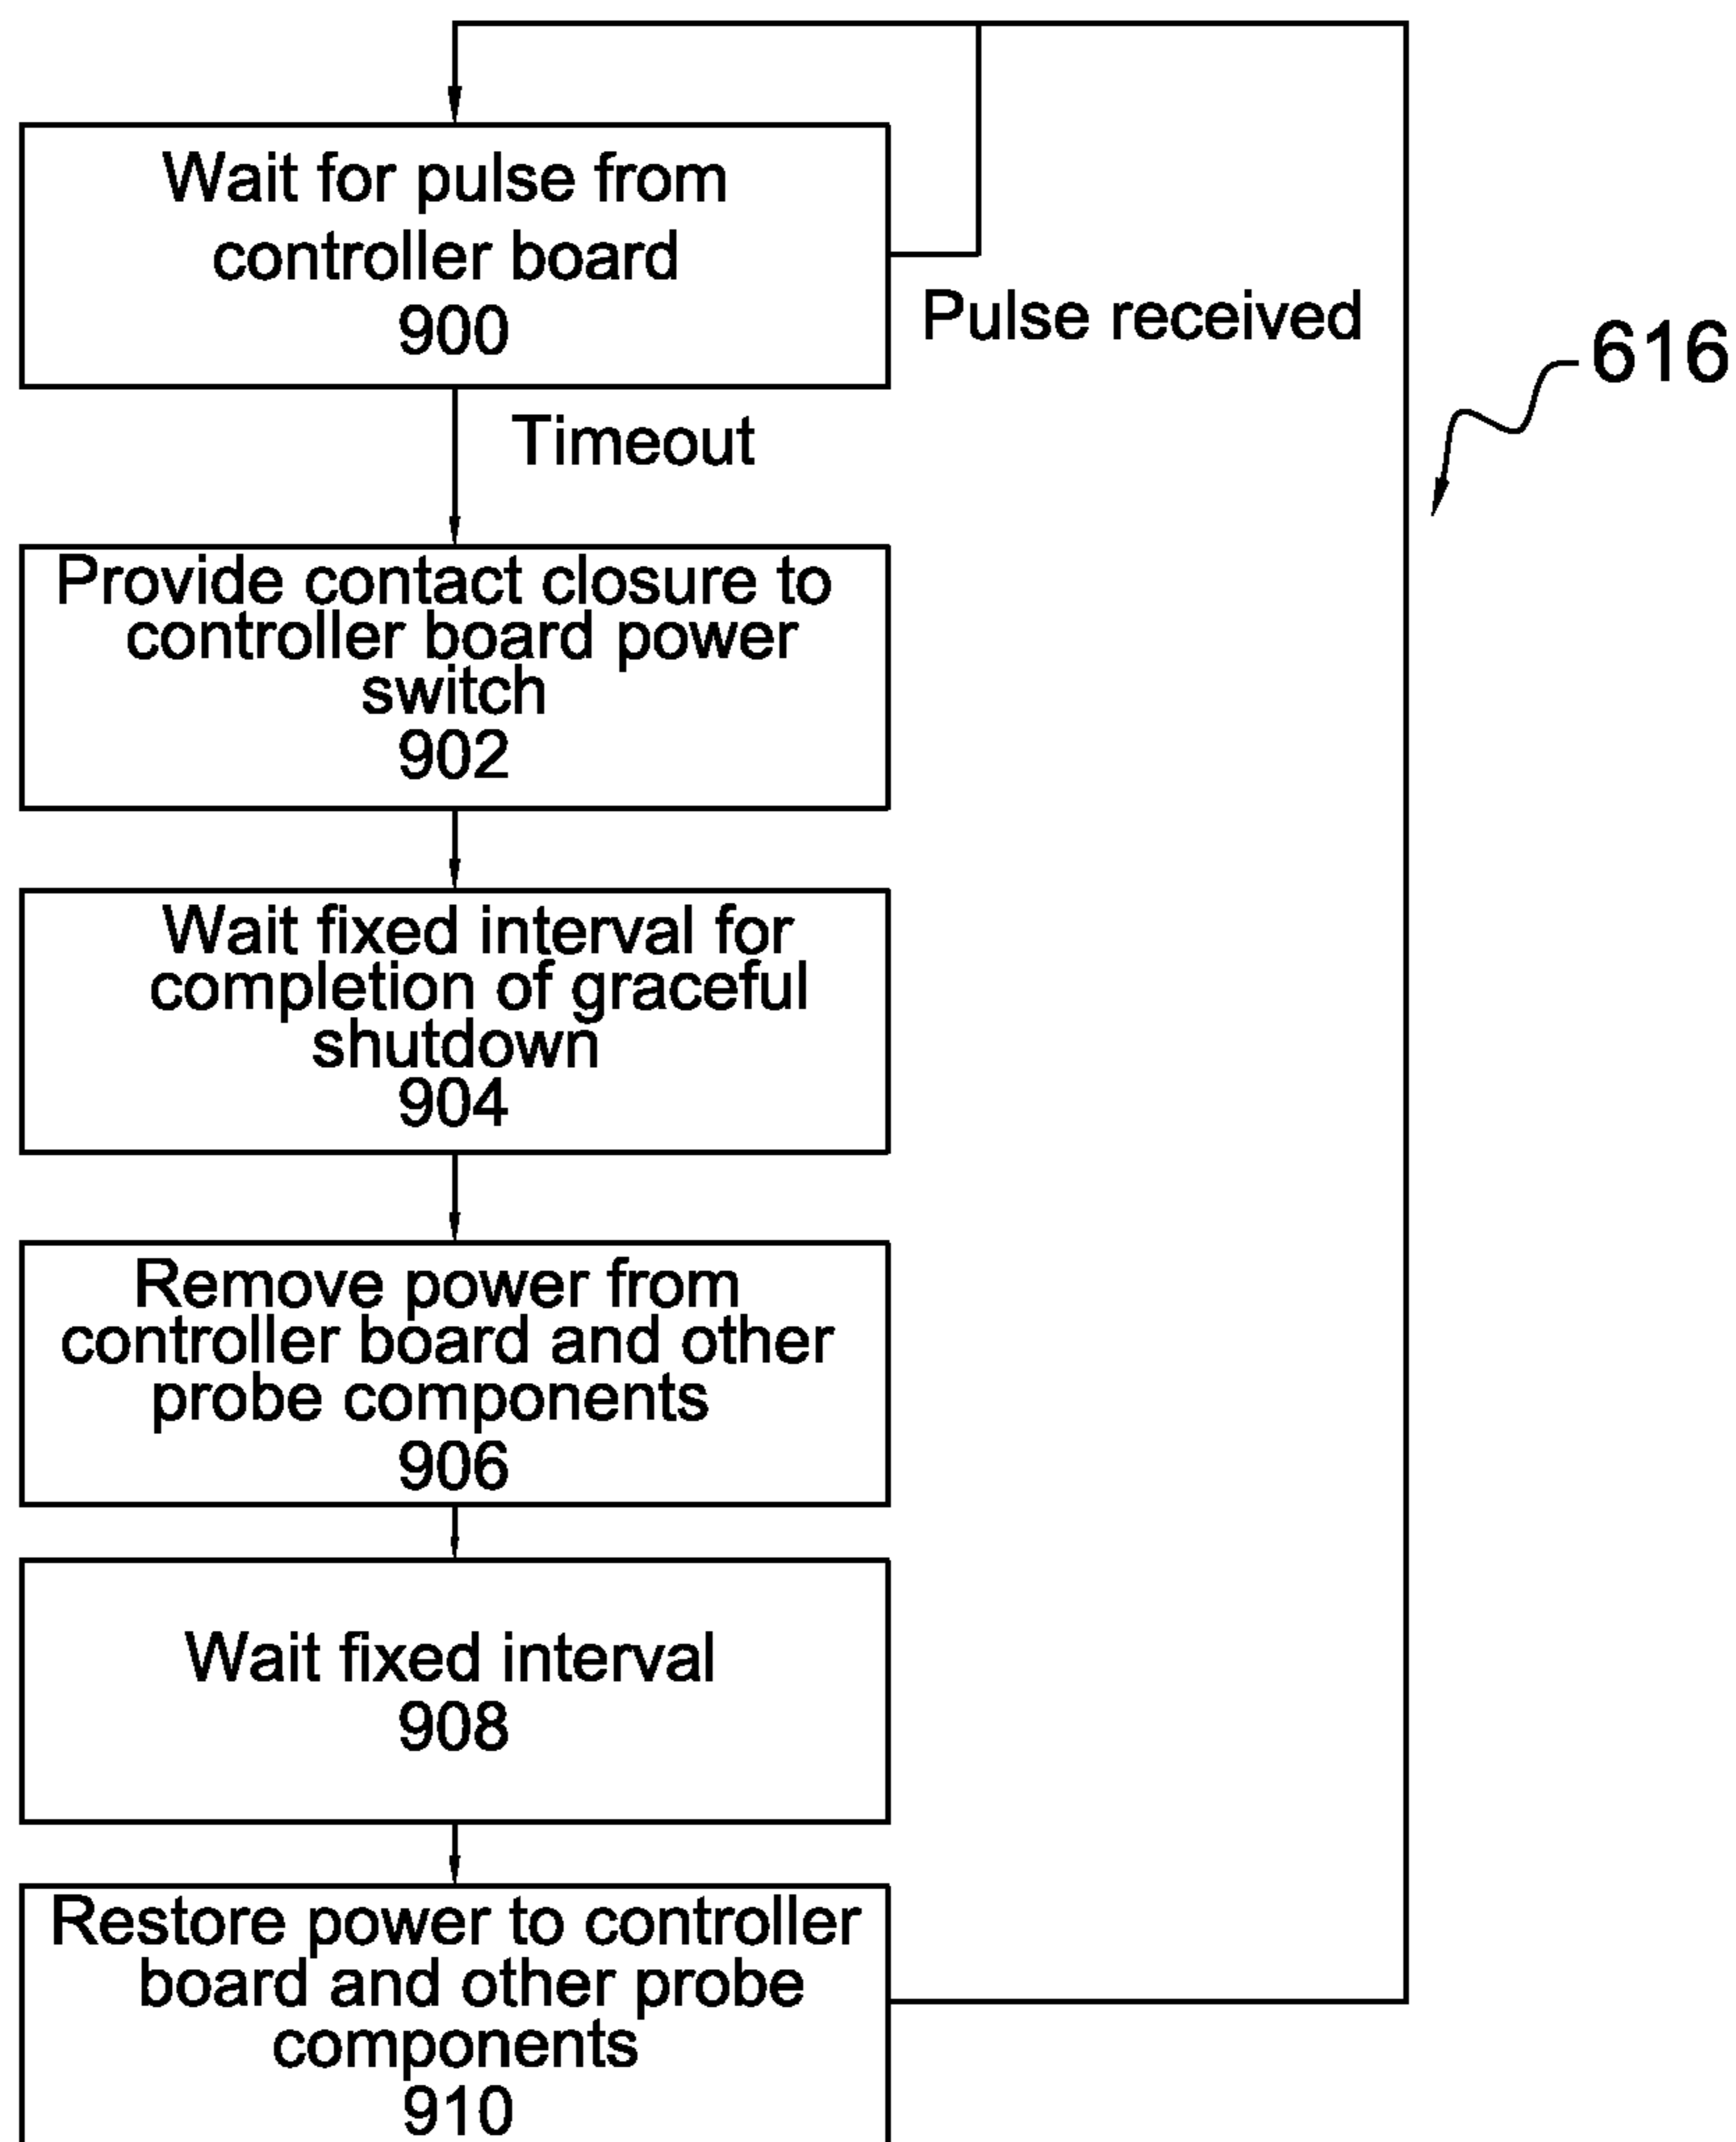 Wait for pulse from
controller board
900
Pulse received
616
Timeout
Provide contact closure to
controller board power
switch
902
Wait fixed interval for
completion of graceful
shutdown
904
Remove power from
controller board and other
probe components
906
Wait fixed interval
908
Restore power to controller
board and other probe
components
910